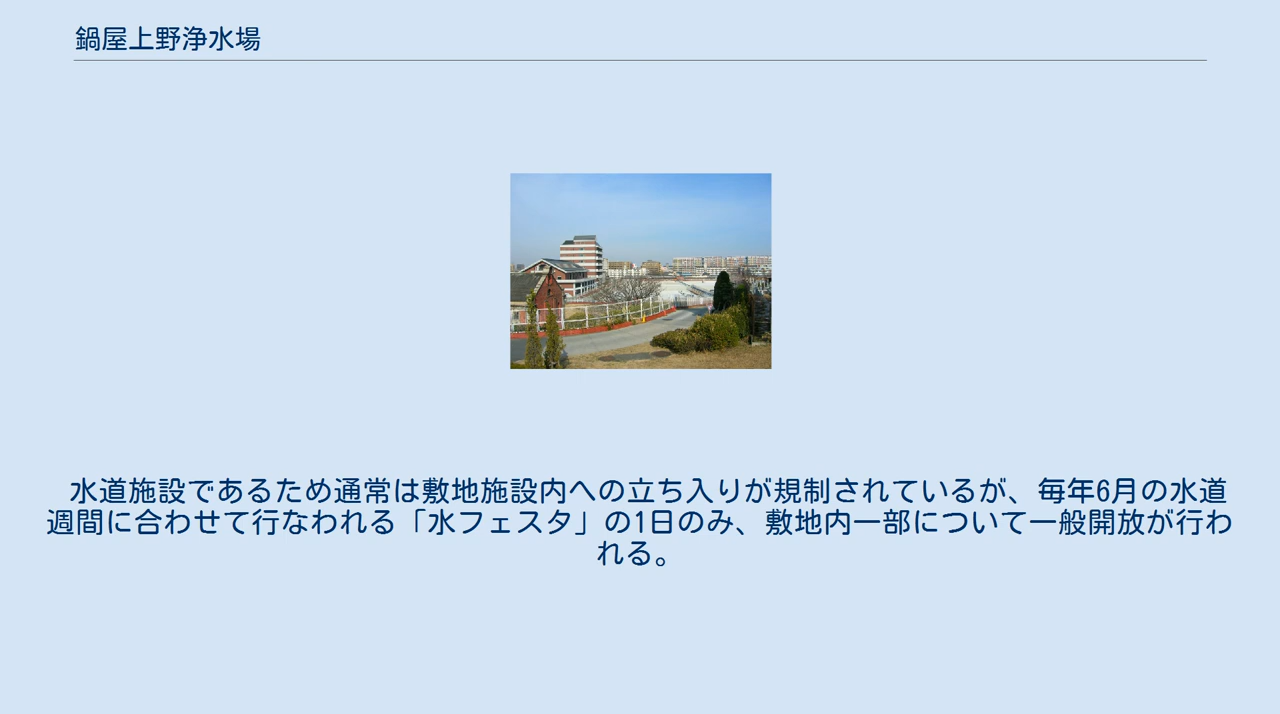 鍋屋上野浄水場
水道施設であるため通常は敷地施設内への立ち入りが規制されているが、毎年6月の水道
週間に合わせて行なわれる「水フェスタ」の1日のみ、敷地内一部について一般開放が行わ
れる。